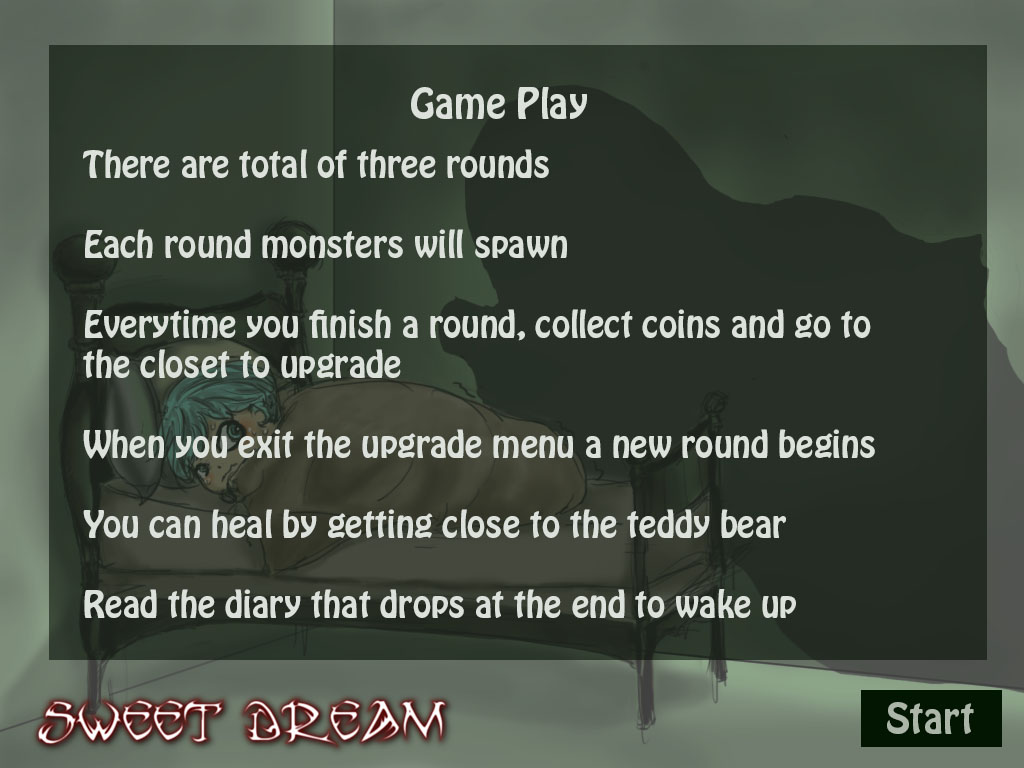 Game Play
There are total of three rounds
Each round monsters will spawn
Everytime you finish a round, collect coins and go to
the closet to upgrade
When you exit the upgrade menu a new round begins
You can heal by getting close to the teddy bear
Read the diary that drops at the end to wake up
SWEET DREAM
Start